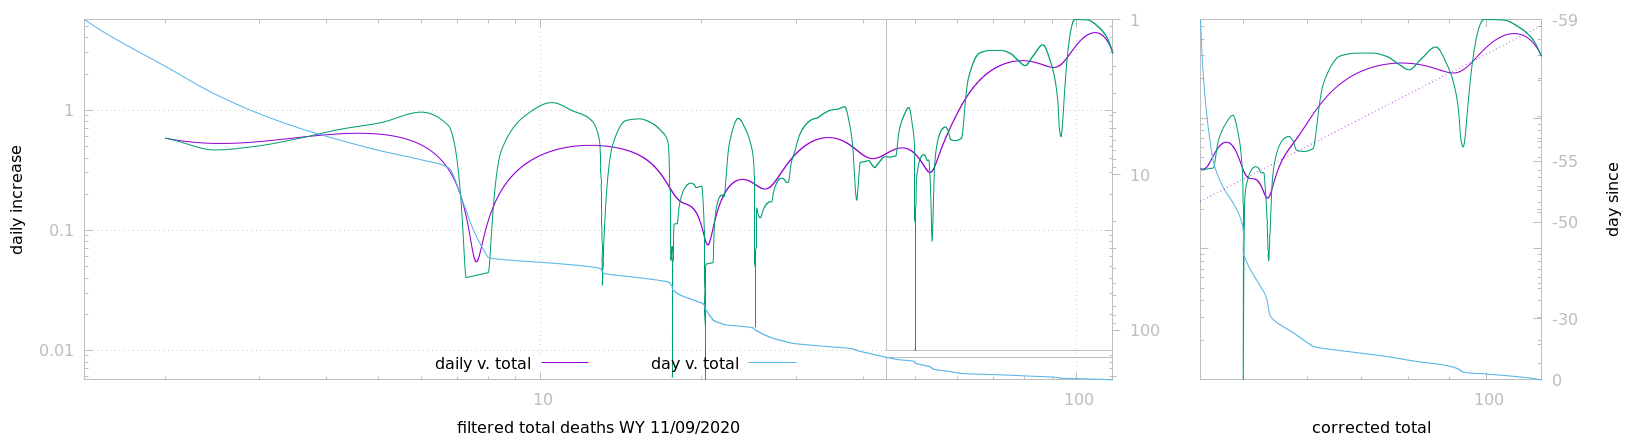 1
-59
1
daily increase
10
-55
day since
0.1
-50
100
-30
0.01
daily v. total
day v. total
0
10
100
100
filtered total deaths WY 11/09/2020
corrected total